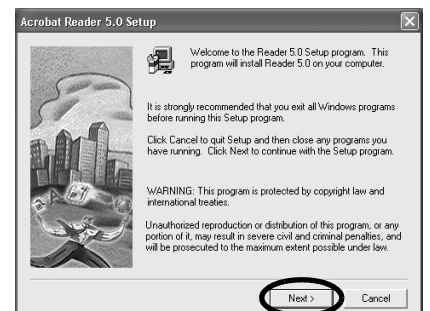 Acrobat Reader 5.0 Setup
Welcome to the Reader 5.0 Setup program. This
program will install Reader 5.0 on your computer.
It is strongly recommended that you exit all Windows programs
before running this Setup program.
Click Cancel to quit Setup and then close any programs you
have running. Click Next to continue with the Setup program.
WARNING: This program is protected by copyright law and
international treaties.
Unauthorized reproduction or distribution of this program, or any
portion of it, may result in severe civil and criminal penalties, and
will be prosecuted to the maximum extent possible under law.
Next >
Cancel